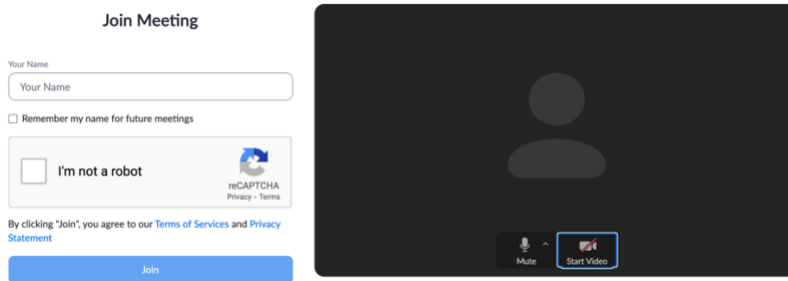 Join Meeting
Your Name
Your Name
Remember my name for future meetings
I'm not a robot
reCAPTCHA
Privacy - Terms
By clicking "Join", you agree to our Terms of Services and Privacy
Statement
Join
Mute
Start Video